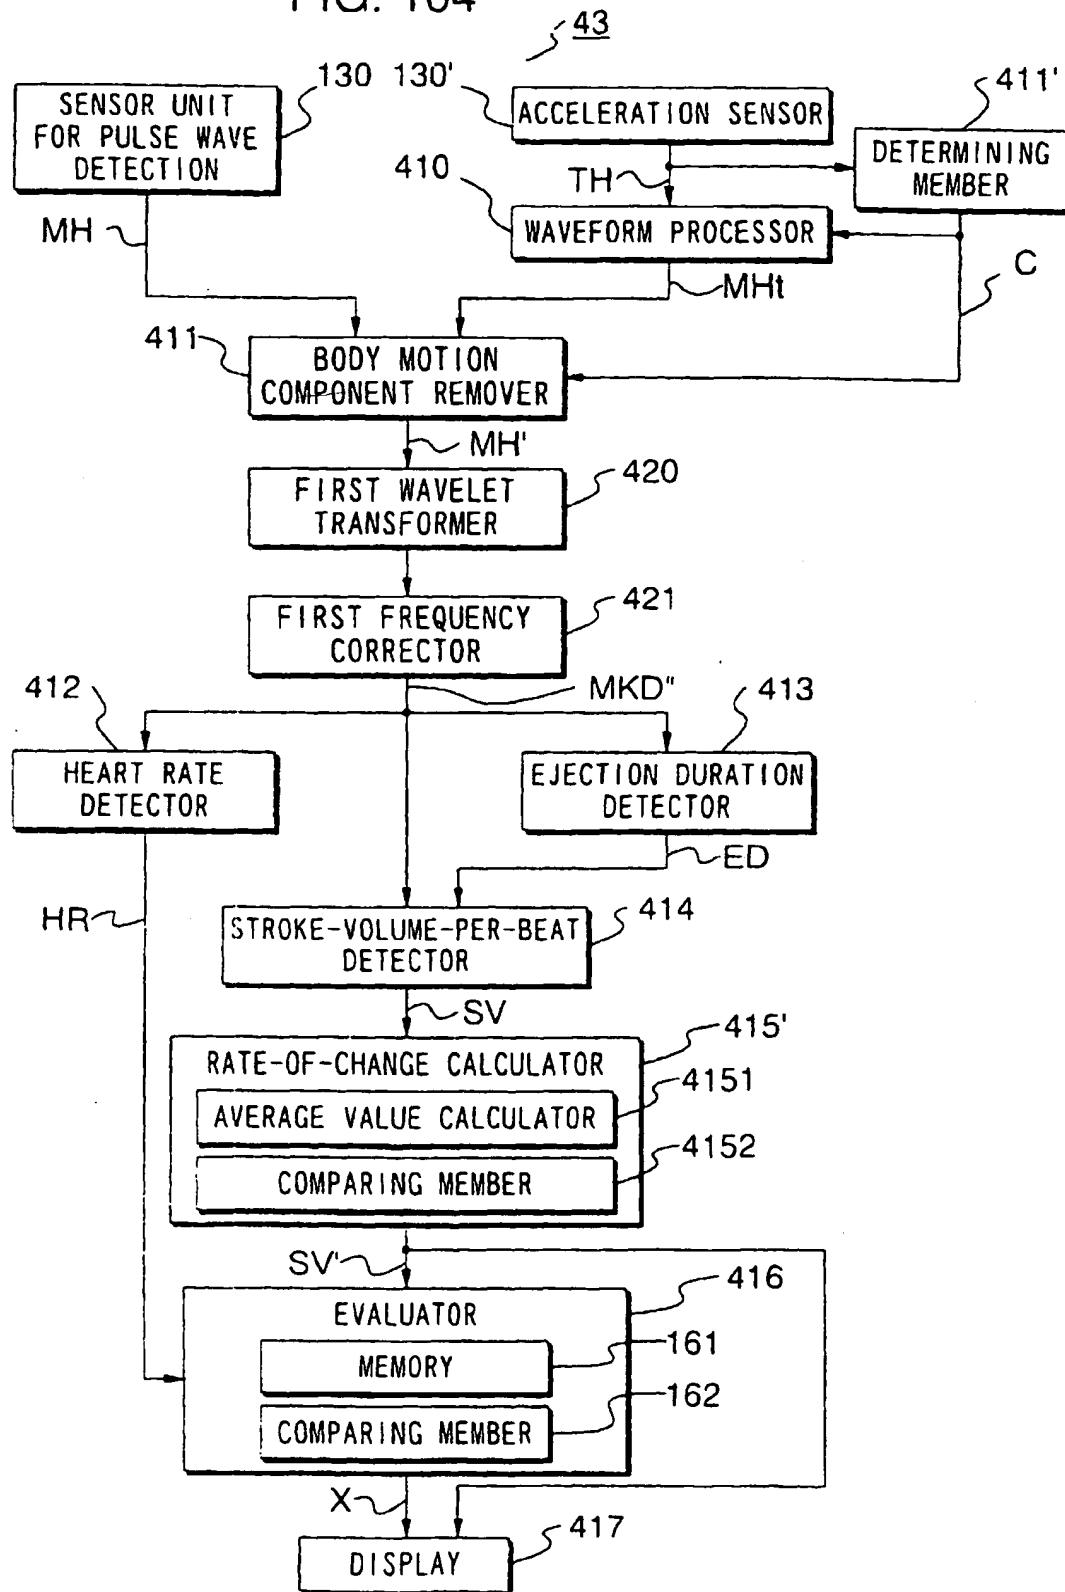 FIG. 104
43
SENSOR UNIT
FOR PULSE WAVE
DETECTION
130
130'
ACCELERATION SENSOR
411'
DETERMINING
MEMBER
410
TH
WAVEFORM PROCESSOR
MH
MHt
C
411
BODY MOTION
COMPONENT REMOVER
MH'
420
FIRST WAVELET
TRANSFORMER
421
FIRST FREQUENCY
CORRECTOR
412
MKD"
413
HEART RATE
DETECTOR
EJECTION DURATION
DETECTOR
ED
HR
414
STROKE-VOLUME-PER-BEAT
DETECTOR
SV
415'
RATE-OF-CHANGE CALCULATOR
4151
AVERAGE VALUE CALCULATOR
4152
COMPARING MEMBER
SV'
416
EVALUATOR
161
MEMORY
162
COMPARING MEMBER
X
417
DISPLAY